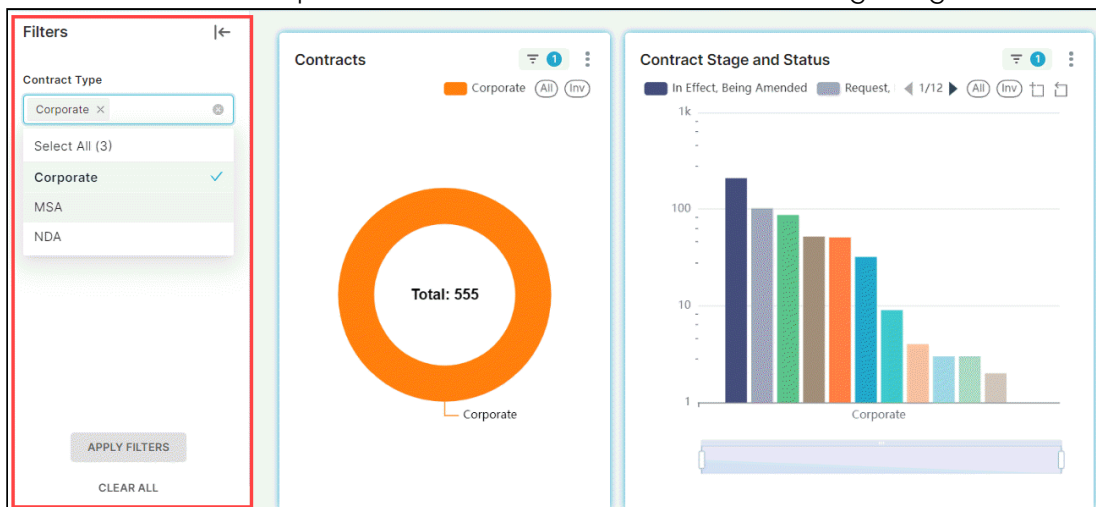 Filters
Contract Type
Corporate ×
Select All (3)
Corporate
MSA
NDA
APPLY FILTERS
CLEAR ALL
Contracts
1
Corporate All Inv
Total: 555
Corporate
Contract Stage and Status
1
In Effect, Being Amended Request, 1/12 All Inv
1k
100
10
1
Corporate